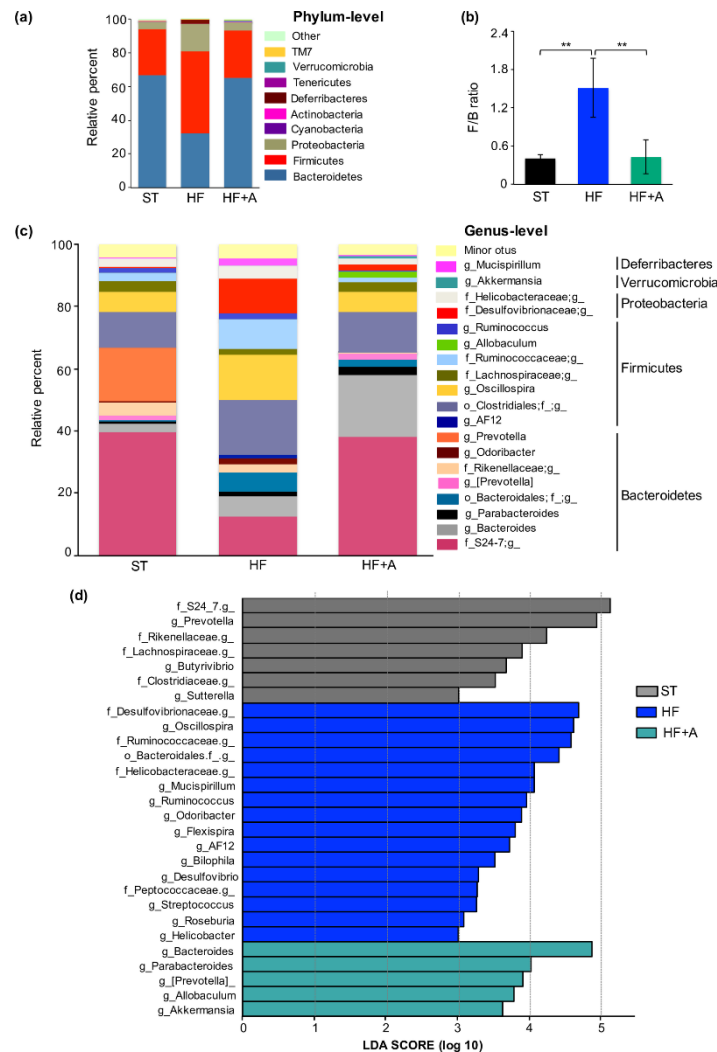 (a)
Phylum-level
Relative percent
100
80
60
40
20
0
ST
HF
HF+A
Other
TM7
Verrucomicrobia
Tenericutes
Deferribacteres
Actinobacteria
Cyanobacteria
Proteobacteria
Firmicutes
Bacteroidetes
(b)
F/B ratio
2.4
1.8
1.2
0.6
0
**
**
ST
HF
HF+A
(c)
Genus-level
Relative percent
100
80
60
40
20
0
ST
HF
HF+A
Minor otus
g_Mucispirillum
g_Akkermansia
f_Helicobacteraceae;g_
f_Desulfovibrionaceae;g_
g_Ruminococcus
g_Allobaculum
f_Ruminococcaceae;g_
f_Lachnospiraceae;g_
g_Oscillospira
o_Clostridiales;f_;g_
g_AF12
g_Prevotella
g_Odoribacter
f_Rikenellaceae;g_
g_[Prevotella]
o_Bacteroidales; f_;g_
g_Parabacteroides
g_Bacteroides
f_S24-7;g_
Deferribacteres
Verrucomicrobia
Proteobacteria
Firmicutes
Bacteroidetes
(d)
f_S24_7.g_
g_Prevotella
f_Rikenellaceae.g_
f_Lachnospiraceae.g_
g_Butyrivibrio
f_Clostridiaceae.g_
g_Sutterella
f_Desulfovibrionaceae.g_
g_Oscillospira
f_Ruminococcaceae.g_
o_Bacteroidales.f_.g_
f_Helicobacteraceae.g_
g_Mucispirillum
g_Ruminococcus
g_Odoribacter
g_Flexispira
g_AF12
g_Bilophila
g_Desulfovibrio
f_Peptococcaceae.g_
g_Streptococcus
g_Roseburia
g_Helicobacter
g_Bacteroides
g_Parabacteroides
g_[Prevotella]_
g_Allobaculum
g_Akkermansia
0
1
2
3
4
5
LDA SCORE (log 10)
ST
HF
HF+A